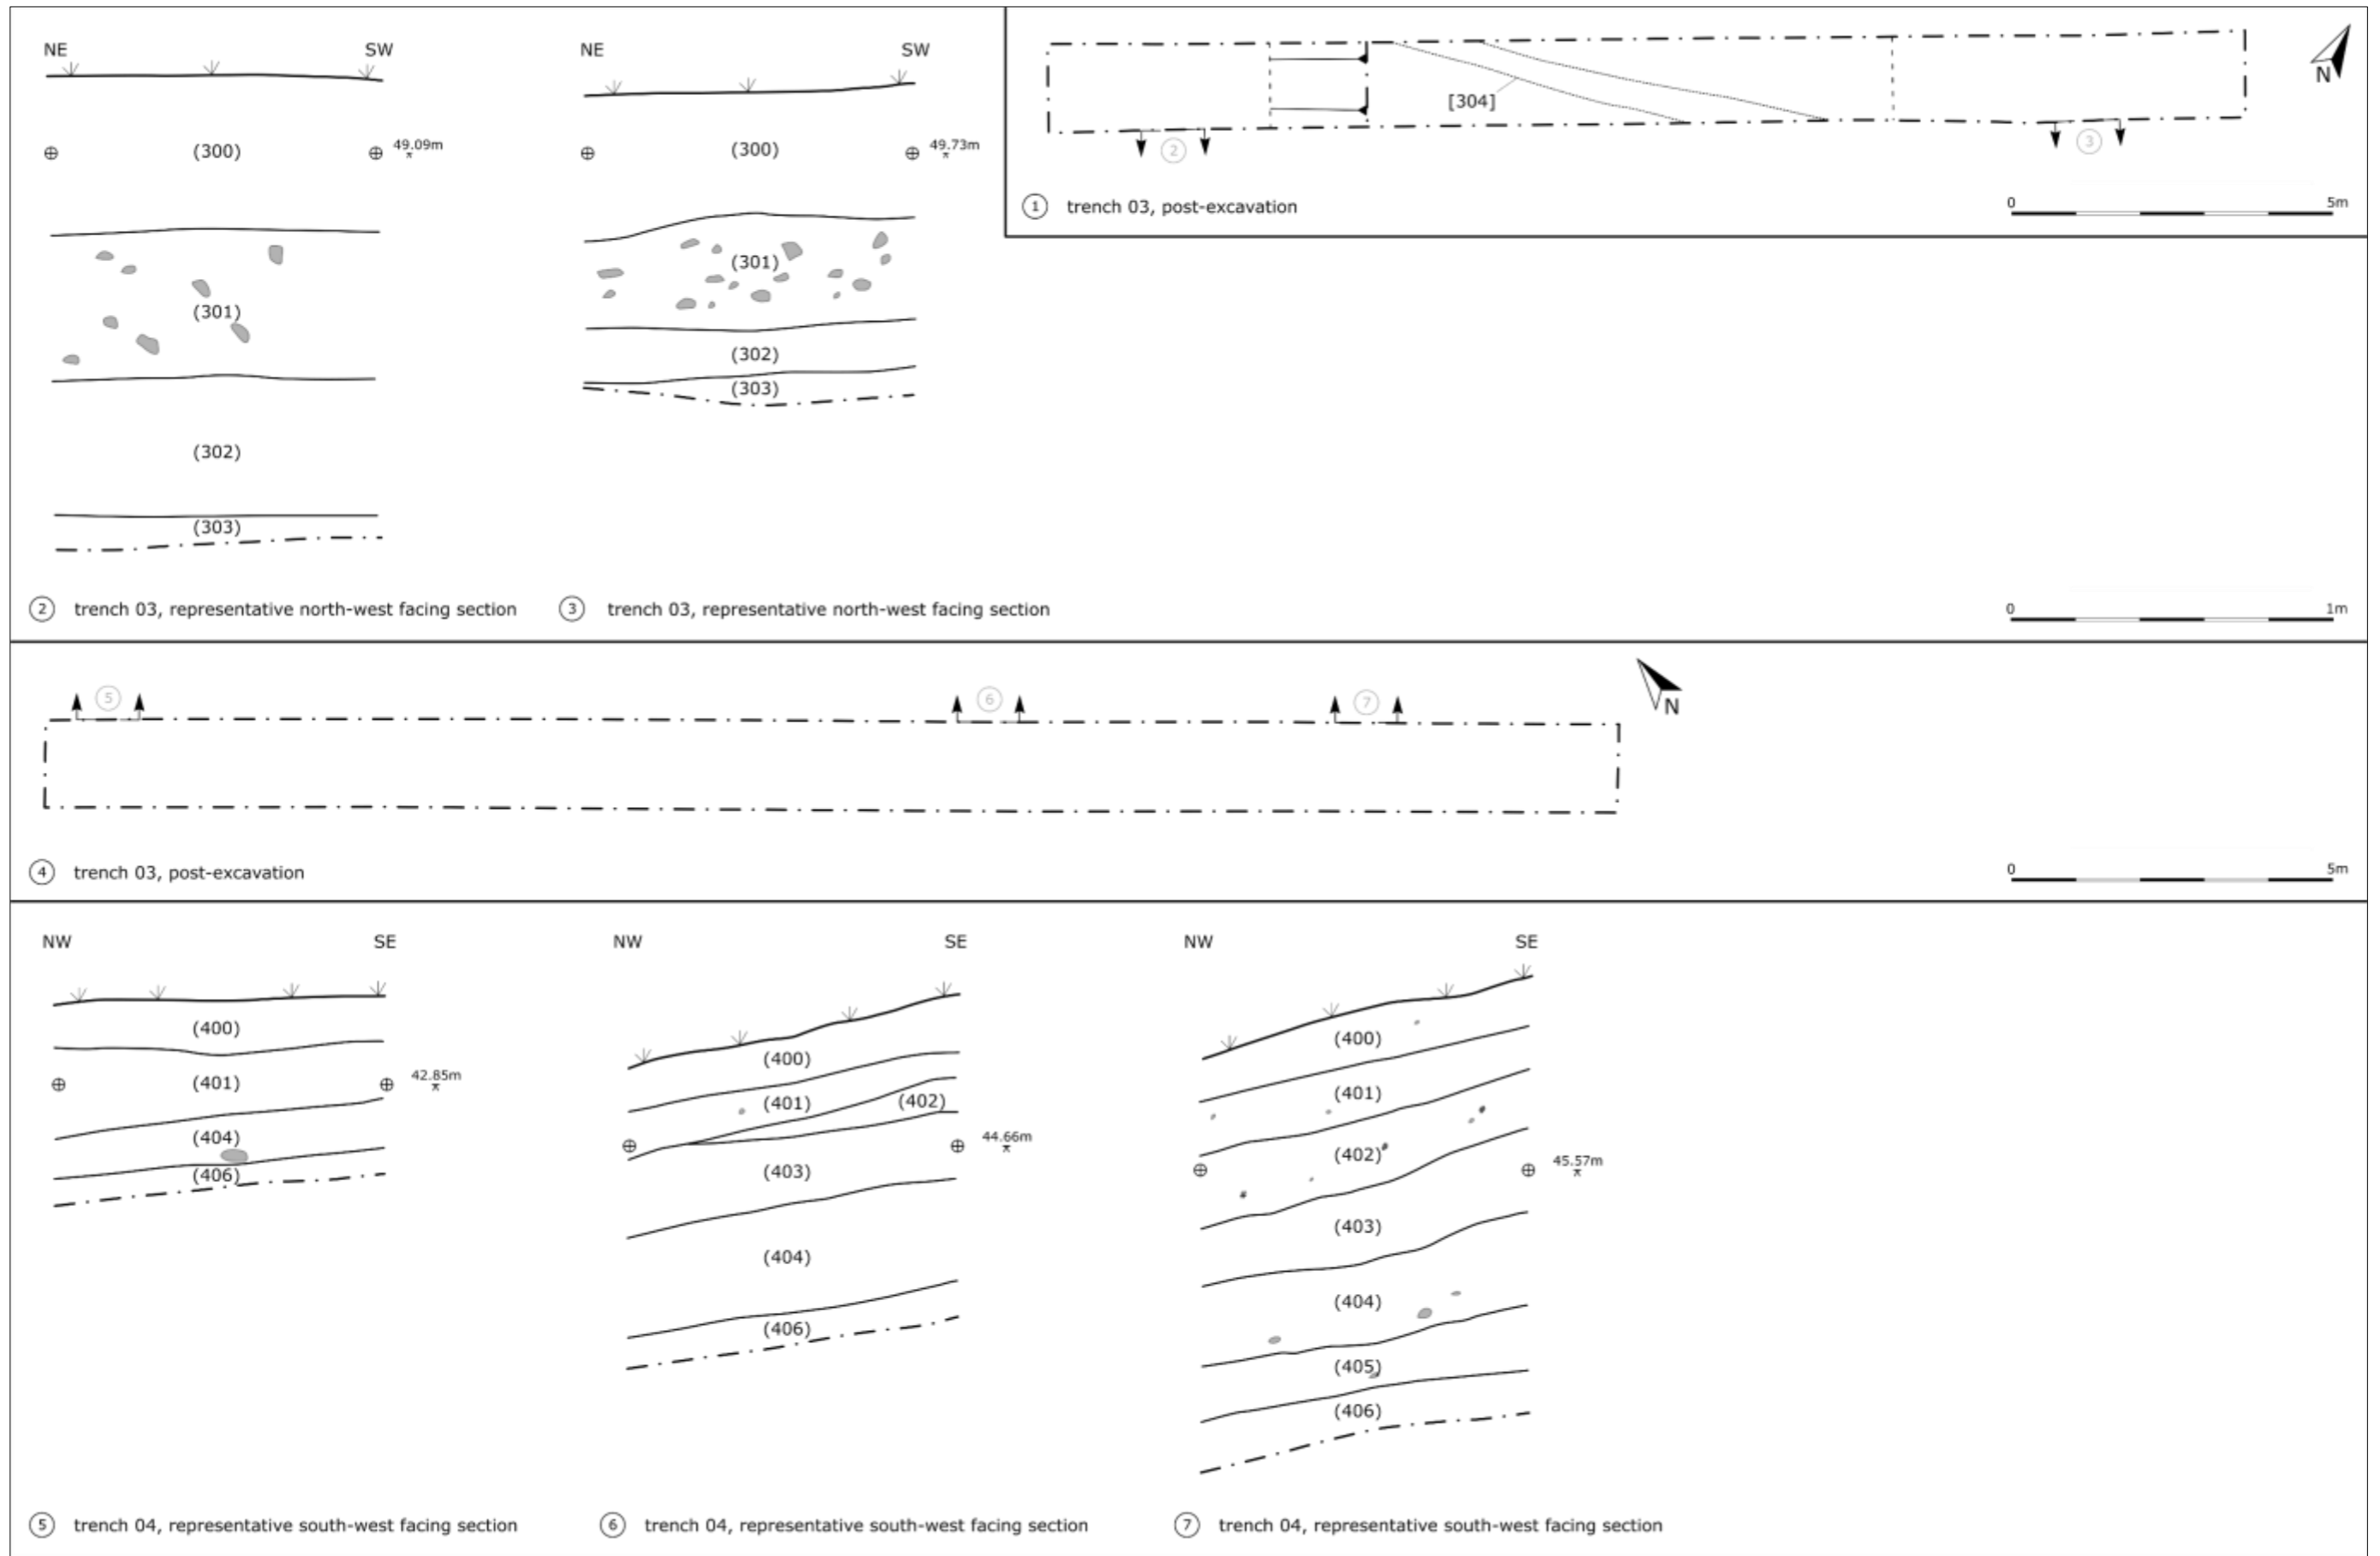 NE SW
(300)
49.09m
(301)
(302)
(303)
2 trench 03, representative north-west facing section
NE SW
(300)
49.73m
(301)
(302)
(303)
3 trench 03, representative north-west facing section
[304]
2
3
N
1 trench 03, post-excavation
0 5m
0 1m
5
6
7
N
4 trench 03, post-excavation
0 5m
NW SE
(400)
(401)
42.85m
(404)
(406)
5 trench 04, representative south-west facing section
NW SE
(400)
(401)
(402)
44.66m
(403)
(404)
(406)
6 trench 04, representative south-west facing section
NW SE
(400)
(401)
(402)
45.57m
(403)
(404)
(405)
(406)
7 trench 04, representative south-west facing section